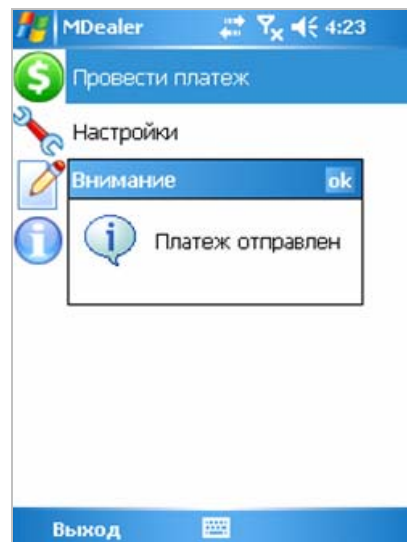 MDealer 4:23
Провести платеж
Настройки
Внимание ok
Платеж отправлен
Выход